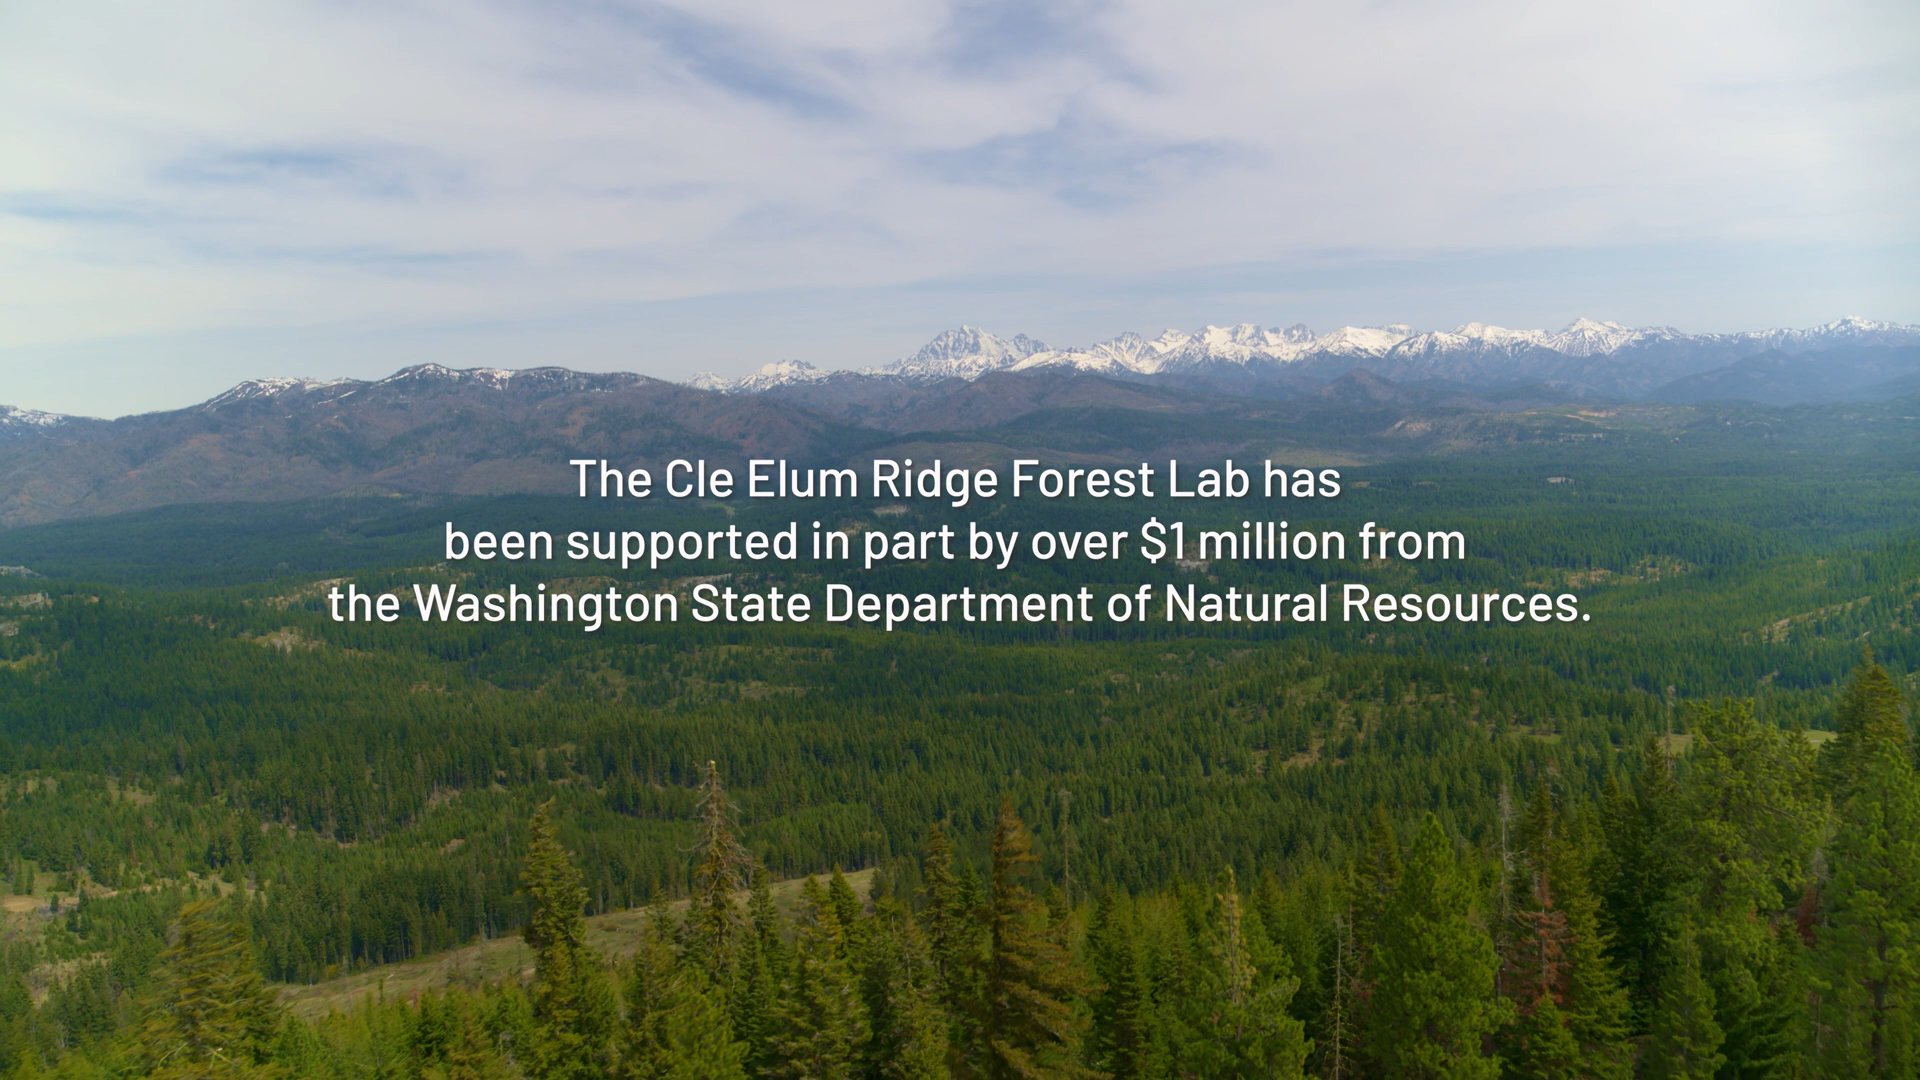 The Cle Elum Ridge Forest Lab has
been supported in part by over $1 million from
the Washington State Department of Natural Resources.